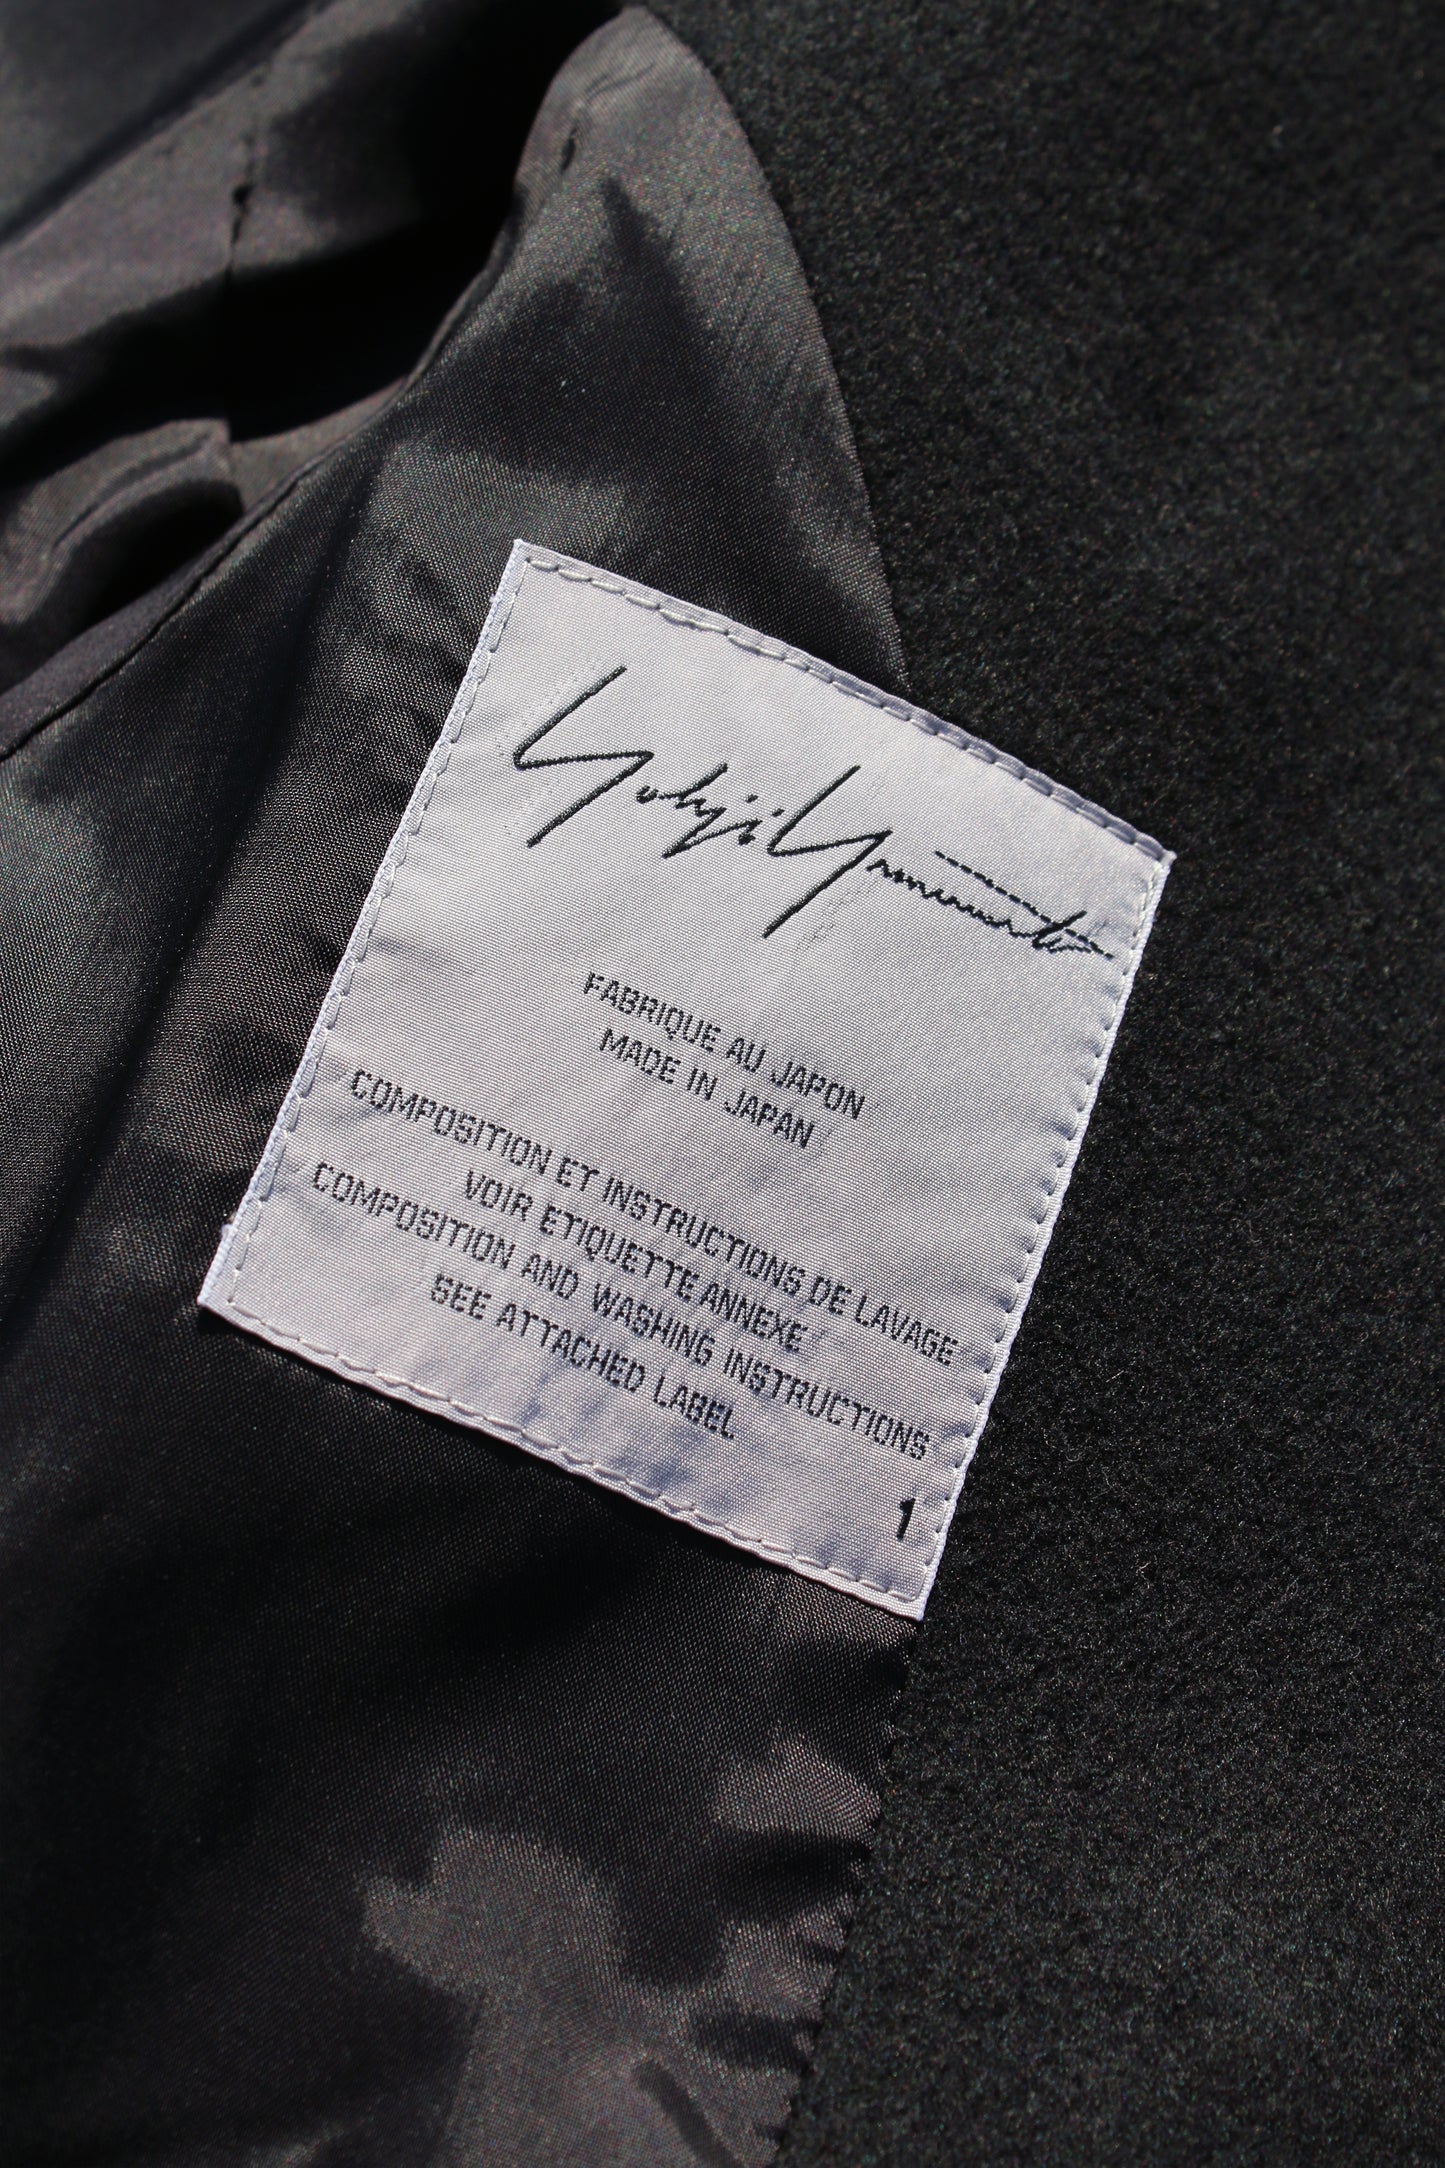 Yohji Yamamoto
FABRIQUE AU JAPON
MADE IN JAPAN
COMPOSITION ET INSTRUCTIONS DE LAVAGE
VOIR ETIQUETTE ANNEXE
COMPOSITION AND WASHING INSTRUCTIONS
SEE ATTACHED LABEL
1